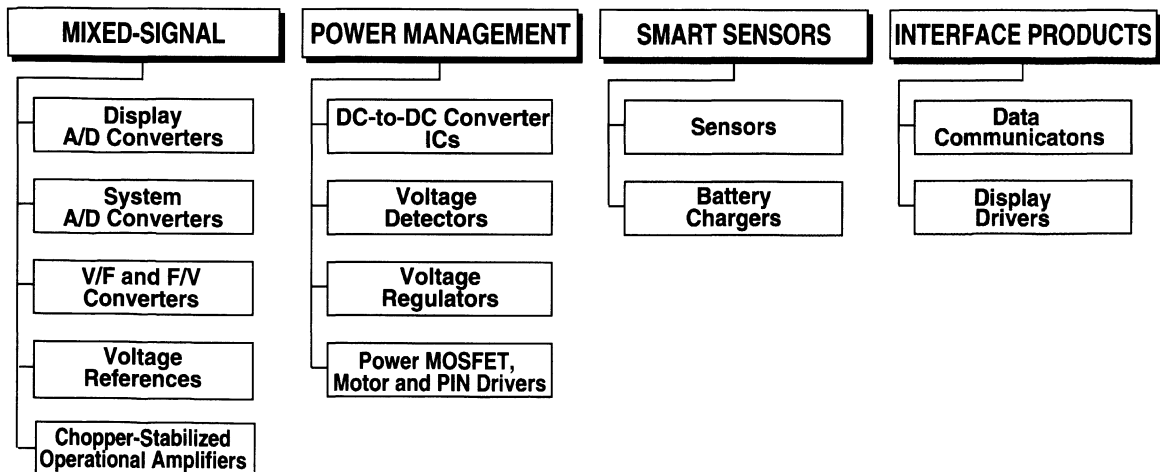 MIXED-SIGNAL
Display
A/D Converters
System
A/D Converters
V/F and F/V
Converters
Voltage
References
Chopper-Stabilized
Operational Amplifiers
POWER MANAGEMENT
DC-to-DC Converter
ICs
Voltage
Detectors
Voltage
Regulators
Power MOSFET,
Motor and PIN Drivers
SMART SENSORS
Sensors
Battery
Chargers
INTERFACE PRODUCTS
Data
Communicatons
Display
Drivers